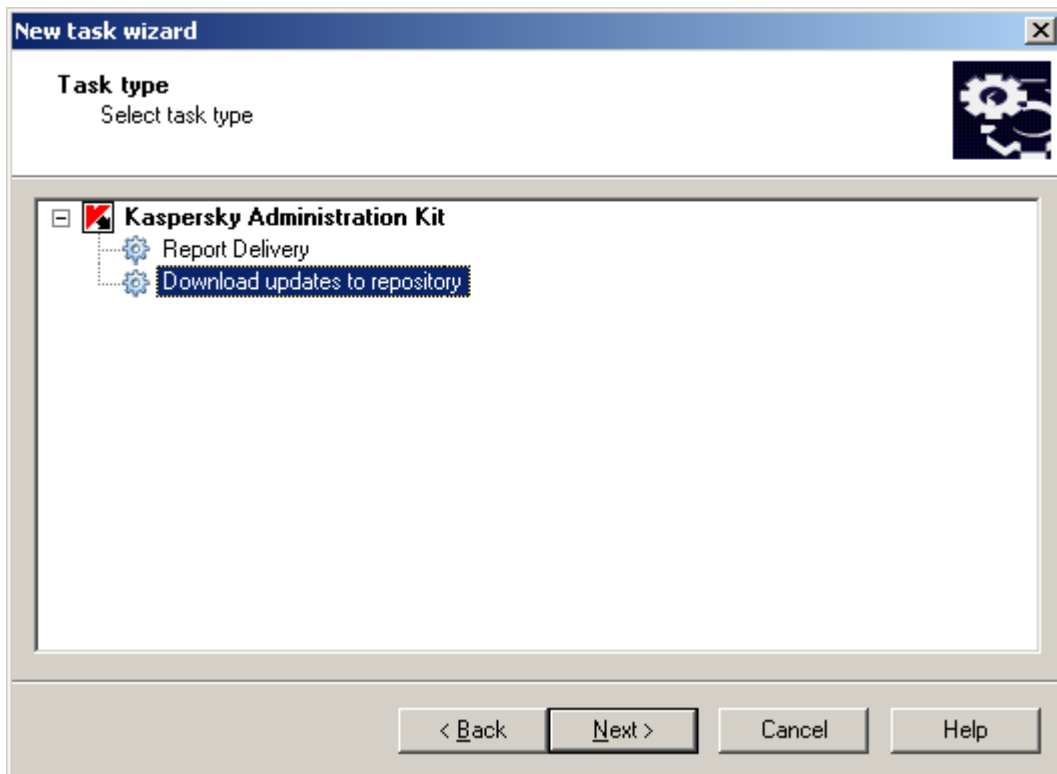 New task wizard
Task type
Select task type
Kaspersky Administration Kit
Report Delivery
Download updates to repository
< Back
Next >
Cancel
Help